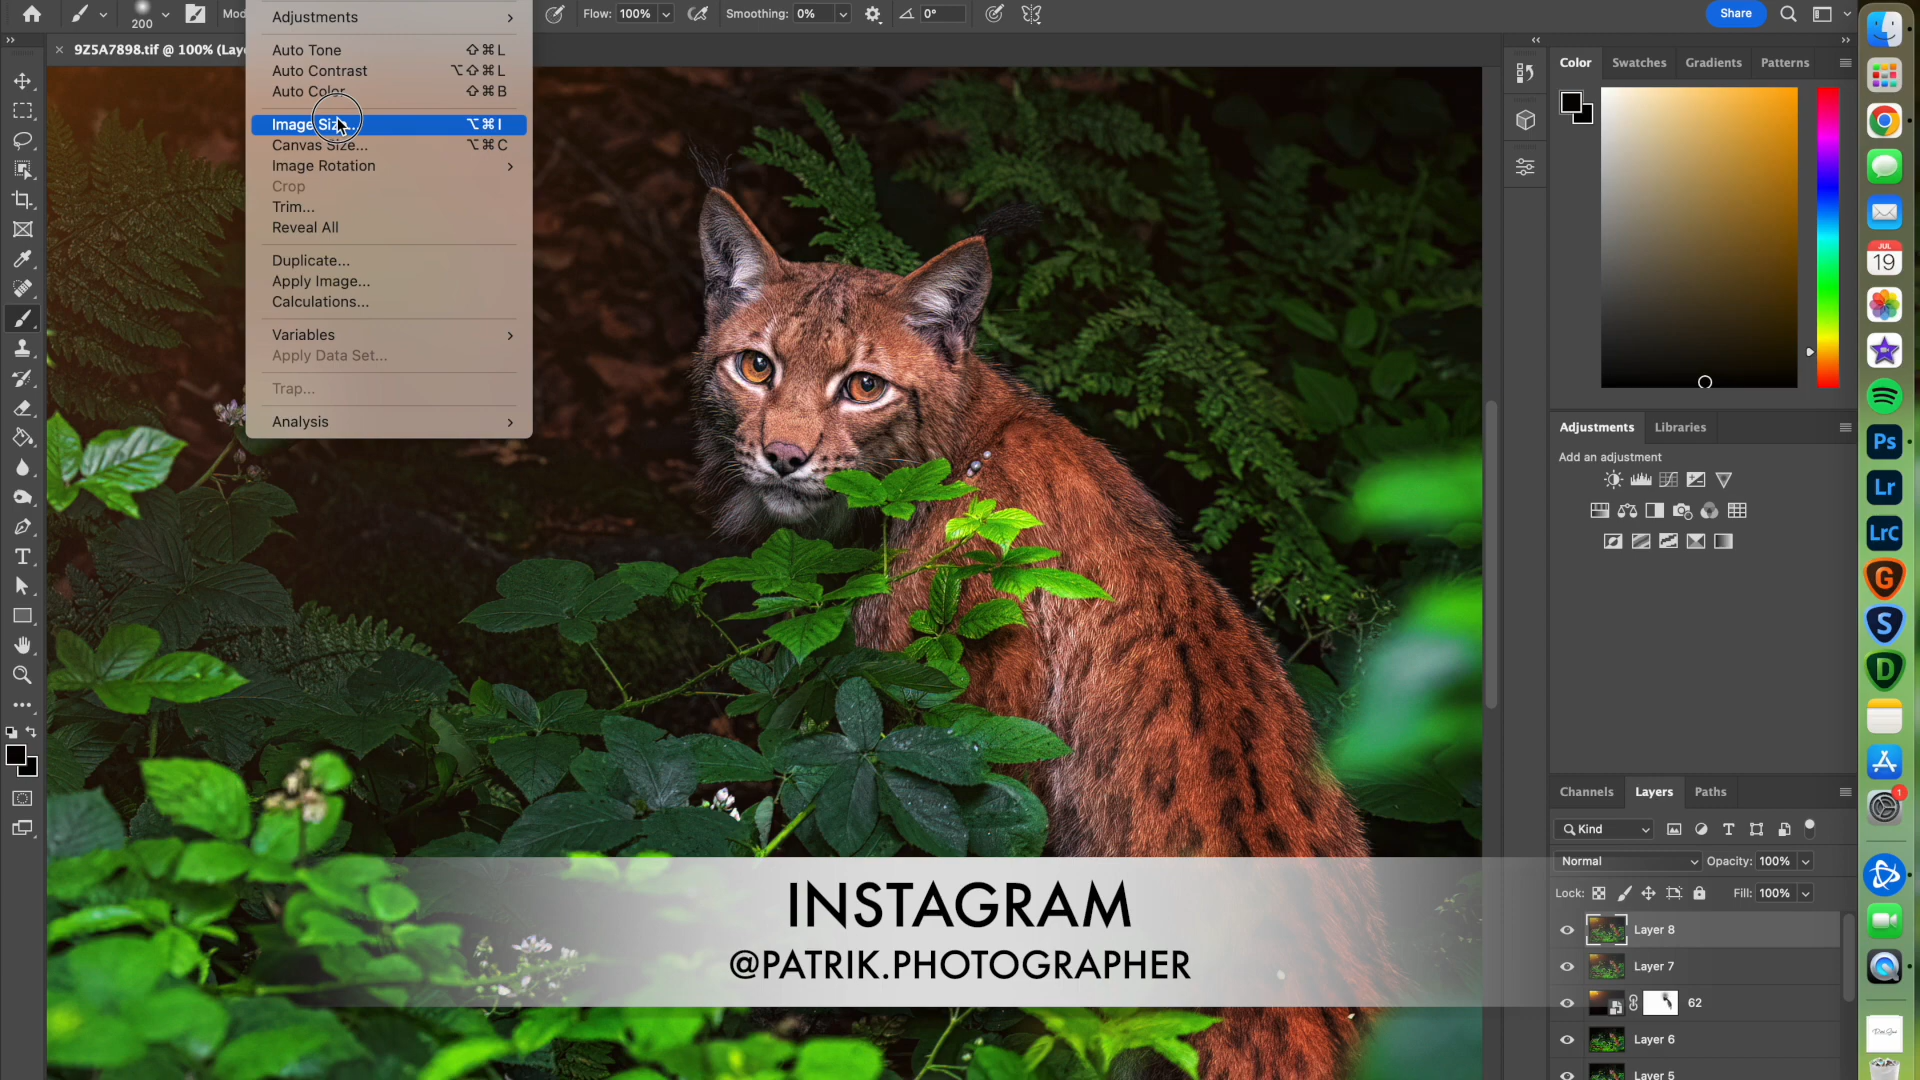 Flow: 100%
Smoothing: 0%
0°
Share
200
9Z5A7898.tif @ 100% (Laye
Adjustments
Auto Tone ⇧⌘L
Auto Contrast ⌥⇧⌘L
Auto Color ⇧⌘B
Image Size... ⌥⌘I
Canvas Size... ⌥⌘C
Image Rotation
Crop
Trim...
Reveal All
Duplicate...
Apply Image...
Calculations...
Variables
Apply Data Set...
Trap...
Analysis
INSTAGRAM
@PATRIK.PHOTOGRAPHER
Color Swatches Gradients Patterns
Adjustments Libraries
Add an adjustment
Channels Layers Paths
Kind
Normal Opacity: 100%
Lock: Fill: 100%
Layer 8
Layer 7
62
Layer 6
Layer 5
JUL
19
Ps
Lr
LrC
G
S
D
1